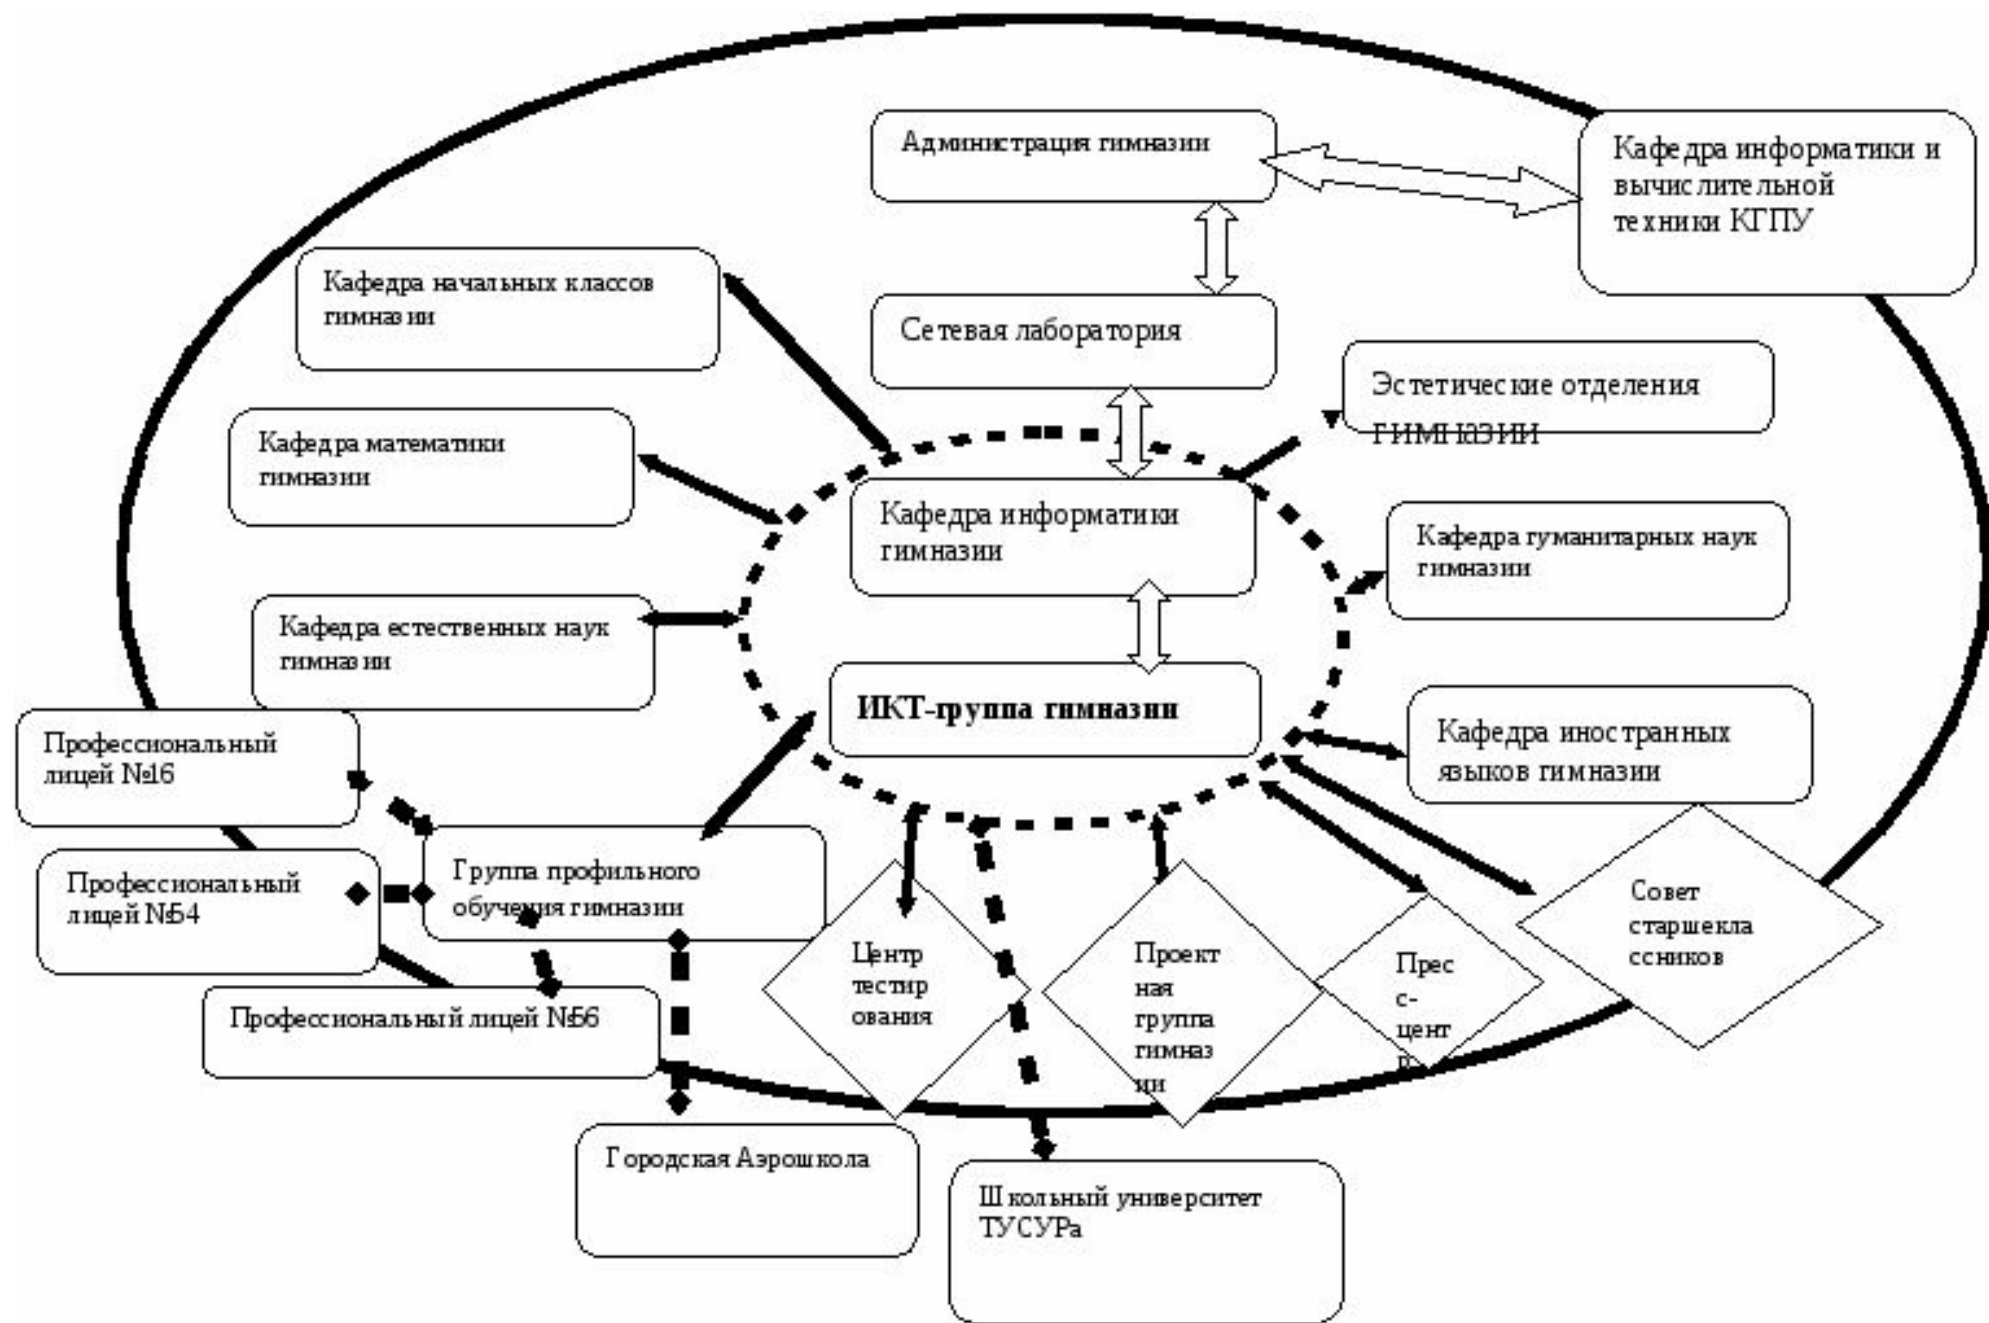 Администрация гимназии
Кафедра информатики и
вычислительной
техники КГПУ
Кафедра начальных классов
гимназии
Сетевая лаборатория
Эстетические отделения
гимназии
Кафедра математики
гимназии
Кафедра информатики
гимназии
Кафедра гуманитарных наук
гимназии
Кафедра естественных наук
гимназии
ИКТ-группа гимназии
Кафедра иностранных
языков гимназии
Профессиональный
лицей №16
Группа профильного
обучения гимназии
Профессиональный
лицей №54
Совет
старшекла
ссников
Центр
тестир
ования
Проект
ная
группа
гимназ
ии
Прес
с-
цент
р
Профессиональный лицей №56
Городская Аэрошкола
Школьный университет
ТУСУРа